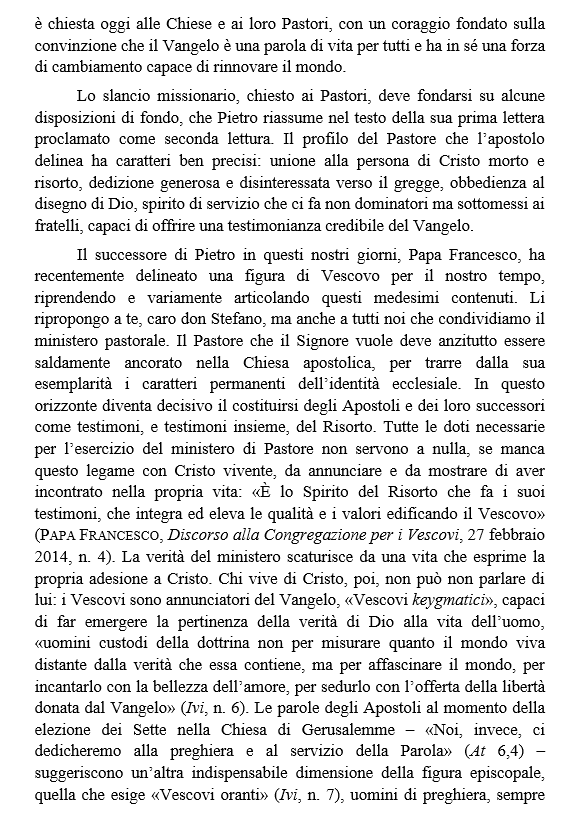 è chiesta oggi alle Chiese e ai loro Pastori, con un coraggio fondato sulla
convinzione che il Vangelo è una parola di vita per tutti e ha in sé una forza
di cambiamento capace di rinnovare il mondo.
Lo slancio missionario, chiesto ai Pastori, deve fondarsi su alcune
disposizioni di fondo, che Pietro riassume nel testo della sua prima lettera
proclamato come seconda lettura. Il profilo del Pastore che l'apostolo
delinea ha caratteri ben precisi: unione alla persona di Cristo morto e
risorto, dedizione generosa e disinteressata verso il gregge, obbedienza al
disegno di Dio, spirito di servizio che ci fa non dominatori ma sottomessi ai
fratelli, capaci di offrire una testimonianza credibile del Vangelo.
Il successore di Pietro in questi nostri giorni, Papa Francesco, ha
recentemente delineato una figura di Vescovo per il nostro tempo,
riprendendo e variamente articolando questi medesimi contenuti. Li
ripropongo a te, caro don Stefano, ma anche a tutti noi che condividiamo il
ministero pastorale. Il Pastore che il Signore vuole deve anzitutto essere
saldamente ancorato nella Chiesa apostolica, per trarre dalla sua
esemplarità i caratteri permanenti dell'identità ecclesiale. In questo
orizzonte diventa decisivo il costituirsi degli Apostoli e dei loro successori
come testimoni, e testimoni insieme, del Risorto. Tutte le doti necessarie
per l'esercizio del ministero di Pastore non servono a nulla, se manca
questo legame con Cristo vivente, da annunciare e da mostrare di aver
incontrato nella propria vita: «È lo Spirito del Risorto che fa i suoi
testimoni, che integra ed eleva le qualità e i valori edificando il Vescovo»
(PAPA FRANCESCO, Discorso alla Congregazione per i Vescovi, 27 febbraio
2014, n. 4). La verità del ministero scaturisce da una vita che esprime la
propria adesione a Cristo. Chi vive di Cristo, poi, non può non parlare di
lui: i Vescovi sono annunciatori del Vangelo, «Vescovi keygmatici», capaci
di far emergere la pertinenza della verità di Dio alla vita dell'uomo,
«uomini custodi della dottrina non per misurare quanto il mondo viva
distante dalla verità che essa contiene, ma per affascinare il mondo, per
incantarlo con la bellezza dell'amore, per sedurlo con l'offerta della libertà
donata dal Vangelo» (Ivi, n. 6). Le parole degli Apostoli al momento della
elezione dei Sette nella Chiesa di Gerusalemme – «Noi, invece, ci
dedicheremo alla preghiera e al servizio della Parola» (At 6,4) –
suggeriscono un'altra indispensabile dimensione della figura episcopale,
quella che esige «Vescovi oranti» (Ivi, n. 7), uomini di preghiera, sempre